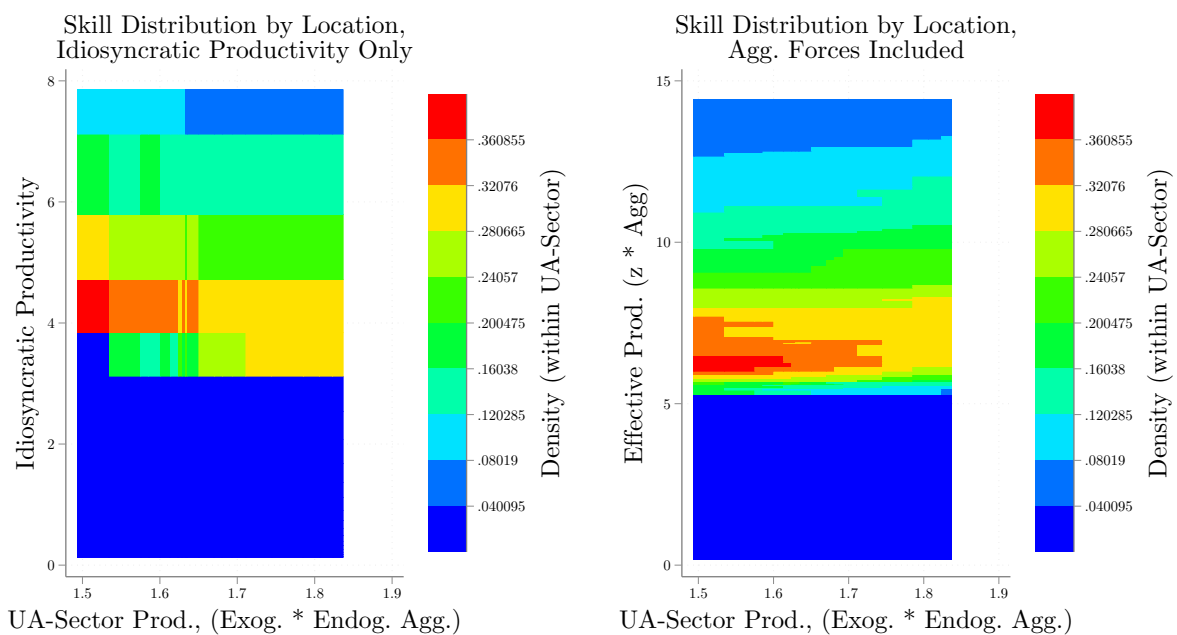 Skill Distribution by Location,
Idiosyncratic Productivity Only
8
6
4
2
0
Idiosyncratic Productivity
1.5 1.6 1.7 1.8 1.9
UA-Sector Prod., (Exog. * Endog. Agg.)
.360855
.32076
.280665
.24057
.200475
.16038
.120285
.08019
.040095
Density (within UA-Sector)
Skill Distribution by Location,
Agg. Forces Included
15
10
5
0
Effective Prod. (z * Agg)
1.5 1.6 1.7 1.8 1.9
UA-Sector Prod., (Exog. * Endog. Agg.)
.360855
.32076
.280665
.24057
.200475
.16038
.120285
.08019
.040095
Density (within UA-Sector)